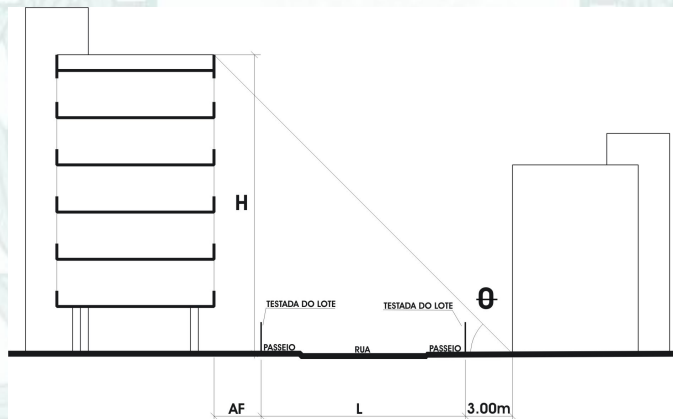 H
TESTADA DO LOTE
TESTADA DO LOTE
θ
PASSEIO
RUA
PASSEIO
AF
L
3.00m